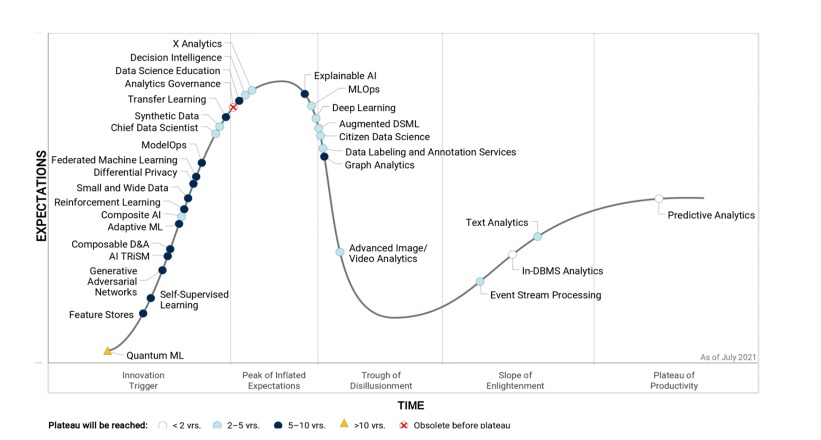 X Analytics
Decision Intelligence
Data Science Education
Analytics Governance
Transfer Learning
Synthetic Data
Chief Data Scientist
ModelOps
Federated Machine Learning
Differential Privacy
Small and Wide Data
Reinforcement Learning
Composite AI
Adaptive ML
Composable D&A
AI TRiSM
Generative
Adversarial
Networks
Self-Supervised
Learning
Feature Stores
Quantum ML
Explainable AI
MLOps
Deep Learning
Augmented DSML
Citizen Data Science
Data Labeling and Annotation Services
Graph Analytics
Advanced Image/
Video Analytics
Text Analytics
In-DBMS Analytics
Event Stream Processing
Predictive Analytics
EXPECTATIONS
As of July 2021
Innovation
Trigger
Peak of Inflated
Expectations
Trough of
Disillusionment
Slope of
Enlightenment
Plateau of
Productivity
TIME
Plateau will be reached: < 2 yrs. 2–5 yrs. 5–10 yrs. >10 yrs. Obsolete before plateau